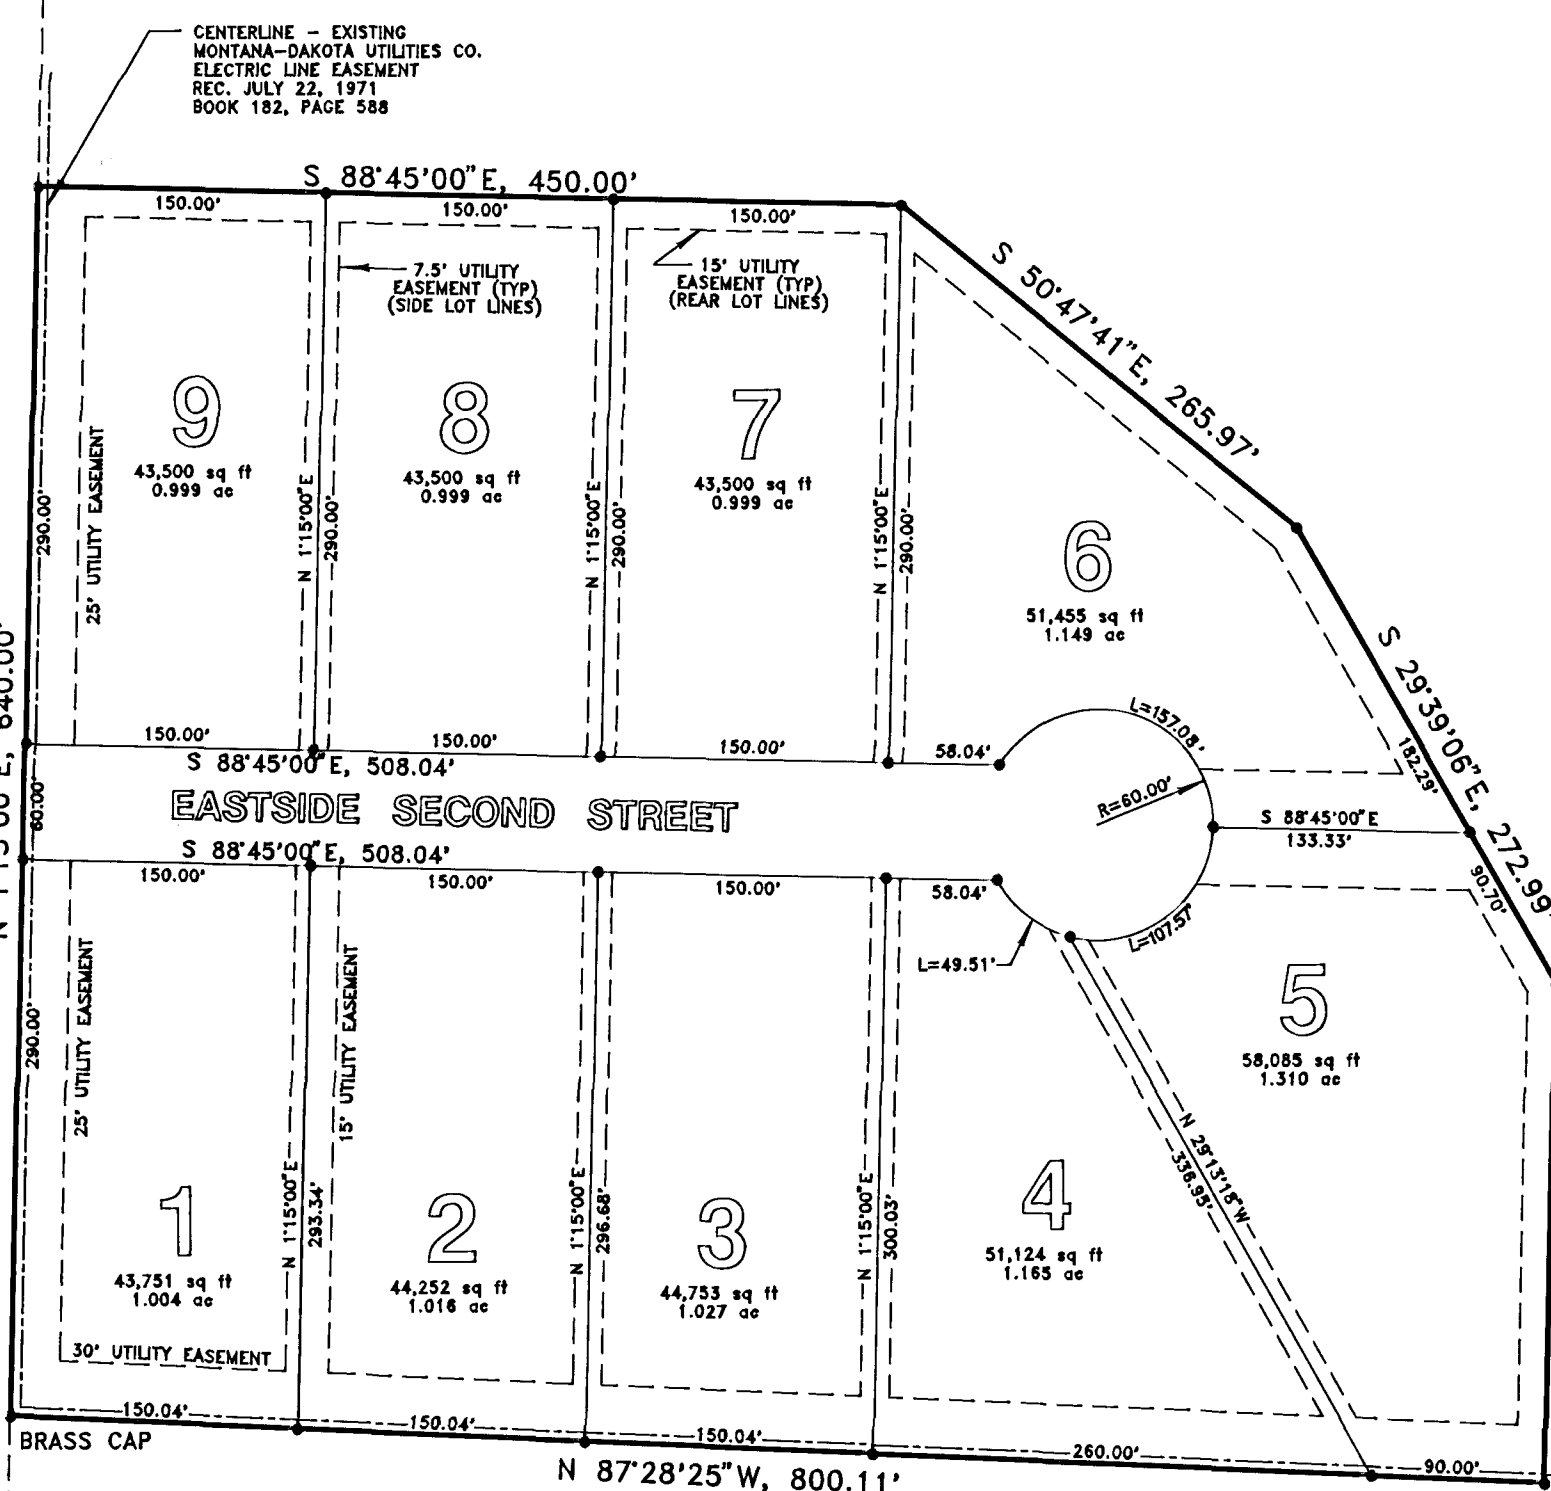 CENTERLINE - EXISTING
MONTANA-DAKOTA UTILITIES CO.
ELECTRIC LINE EASEMENT
REC. JULY 22, 1971
BOOK 182, PAGE 588
S 88°45'00"E, 450.00'
150.00'
150.00'
150.00'
7.5' UTILITY
EASEMENT (TYP)
(SIDE LOT LINES)
15' UTILITY
EASEMENT (TYP)
(REAR LOT LINES)
S 50°47'41"E, 265.97'
9
43,500 sq ft
0.999 ac
8
43,500 sq ft
0.999 ac
7
43,500 sq ft
0.999 ac
6
51,455 sq ft
1.149 ac
290.00'
25' UTILITY EASEMENT
N 1°15'00"E
290.00'
N 1°15'00"E
290.00'
N 1°15'00"E
290.00'
S 29°39'06"E, 272.99'
182.29'
90.70'
640.00'
60.00'
150.00'
150.00'
150.00'
58.04'
S 88°45'00"E, 508.04'
EASTSIDE SECOND STREET
S 88°45'00"E, 508.04'
150.00'
150.00'
150.00'
58.04'
L=157.08'
R=60.00'
S 88°45'00"E
133.33'
L=107.57'
L=49.51'
290.00'
25' UTILITY EASEMENT
15' UTILITY EASEMENT
N 1°15'00"E
293.34'
N 1°15'00"E
296.68'
N 1°15'00"E
300.03'
N 29°13'18"W
336.95'
5
58,085 sq ft
1.310 ac
1
43,751 sq ft
1.004 ac
2
44,252 sq ft
1.016 ac
3
44,753 sq ft
1.027 ac
4
51,124 sq ft
1.165 ac
30' UTILITY EASEMENT
150.04'
150.04'
150.04'
260.00'
90.00'
BRASS CAP
N 87°28'25"W, 800.11'